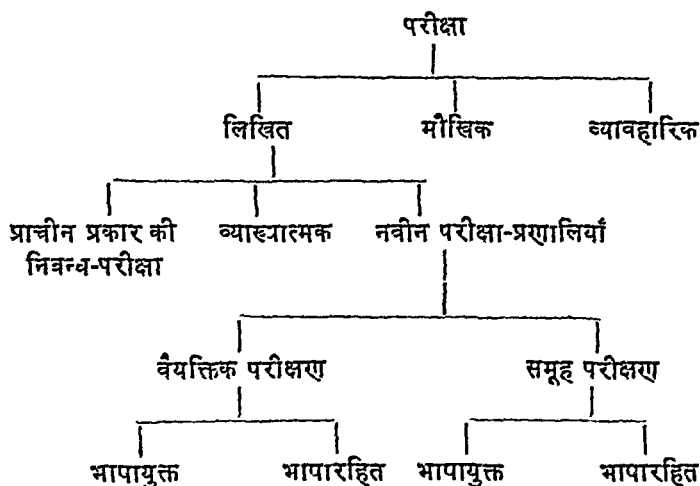 परीक्षा
लिखित मौखिक व्यावहारिक
प्राचीन प्रकार की व्याख्यात्मक नवीन परीक्षा-प्रणालियाँ
निबन्ध-परीक्षा
वैयक्तिक परीक्षण समूह परीक्षण
भाषायुक्त भाषारहित भाषायुक्त भाषारहित